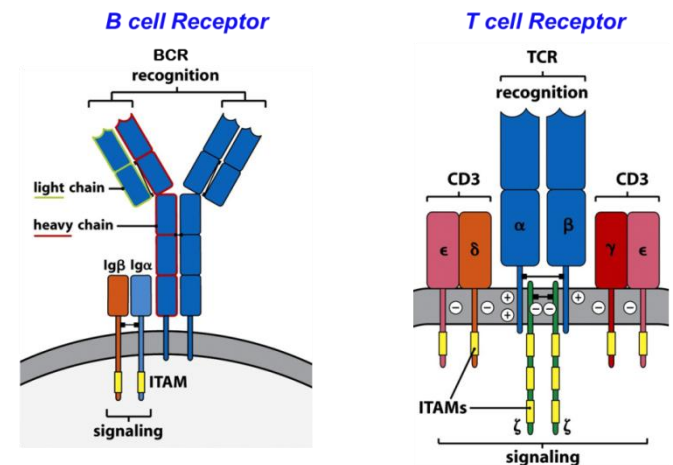 B cell Receptor
BCR
recognition
light chain
heavy chain
Igβ Igα
ITAM
signaling
T cell Receptor
TCR
recognition
CD3
CD3
ε
δ
α
β
γ
ε
+
+
+
−
−
−
−
−
−
ITAMs
ζ
ζ
signaling